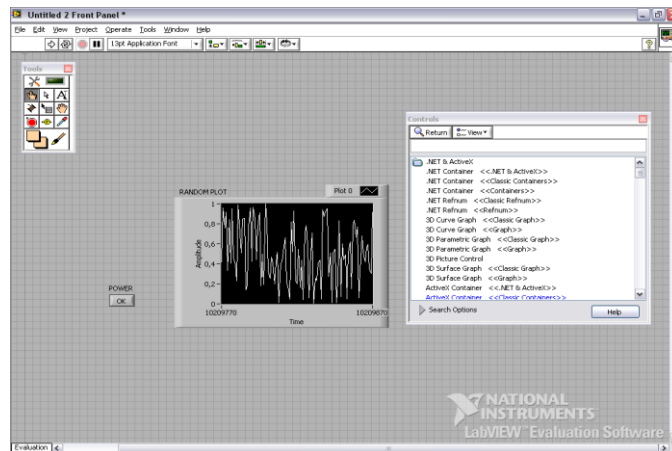 Untitled 2 Front Panel *
File Edit View Project Operate Tools Window Help
13pt Application Font
Tools
Controls
Return View
.NET & ActiveX
.NET Container <<.NET & ActiveX>>
.NET Container <<Classic Containers>>
.NET Container <<Containers>>
.NET Refnum <<Classic Refnum>>
.NET Refnum <<Refnum>>
3D Curve Graph <<Classic Graph>>
3D Curve Graph <<Graph>>
3D Parametric Graph <<Classic Graph>>
3D Parametric Graph <<Graph>>
3D Picture Control
3D Surface Graph <<Classic Graph>>
3D Surface Graph <<Graph>>
ActiveX Container <<.NET & ActiveX>>
ActiveX Container <<Classic Containers>>
Search Options
Help
RANDOM PLOT
Plot 0
Amplitude
1
0,8
0,6
0,4
0,2
0
10209770
10209870
Time
POWER
OK
NATIONAL
INSTRUMENTS
LabVIEW™ Evaluation Software
Evaluation